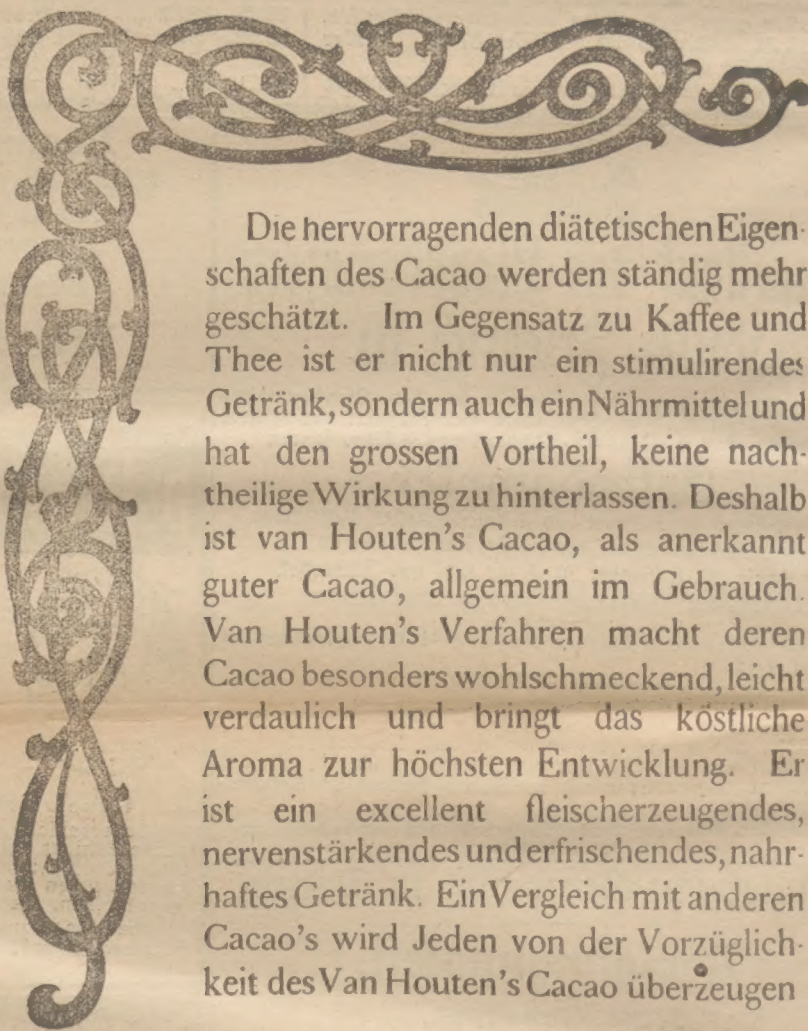 Die hervorragenden diätetischen Eigen-
schaften des Cacao werden ständig mehr
geschätzt. Im Gegensatz zu Kaffee und
Thee ist er nicht nur ein stimulirendes
Getränk, sondern auch ein Nährmittel und
hat den grossen Vortheil, keine nach-
theilige Wirkung zu hinterlassen. Deshalb
ist van Houten's Cacao, als anerkannt
guter Cacao, allgemein im Gebrauch.
Van Houten's Verfahren macht deren
Cacao besonders wohlschmeckend, leicht
verdaulich und bringt das köstliche
Aroma zur höchsten Entwicklung. Er
ist ein excellent fleischerzeugendes,
nervenstärkendes und erfrischendes, nahr-
haftes Getränk. Ein Vergleich mit anderen
Cacao's wird Jeden von der Vorzüglich-
keit des Van Houten's Cacao überzeugen